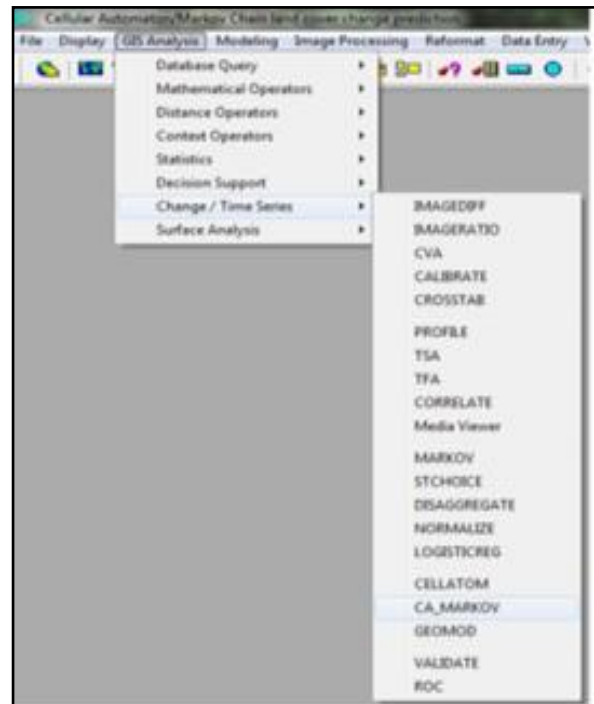 Cellular Automaton/Markov Chain land cover change prediction
File Display GIS Analysis Modeling Image Processing Reformat Data Entry
Database Query
Mathematical Operators
Distance Operators
Context Operators
Statistics
Decision Support
Change / Time Series
Surface Analysis
IMAGEDIFF
IMAGERATIO
CVA
CALIBRATE
CROSSTAB
PROFILE
TSA
TFA
CORRELATE
Media Viewer
MARKOV
STCHOICE
DISAGGREGATE
NORMALIZE
LOGISTICREG
CELLATOM
CA_MARKOV
GEOMOD
VALIDATE
ROC